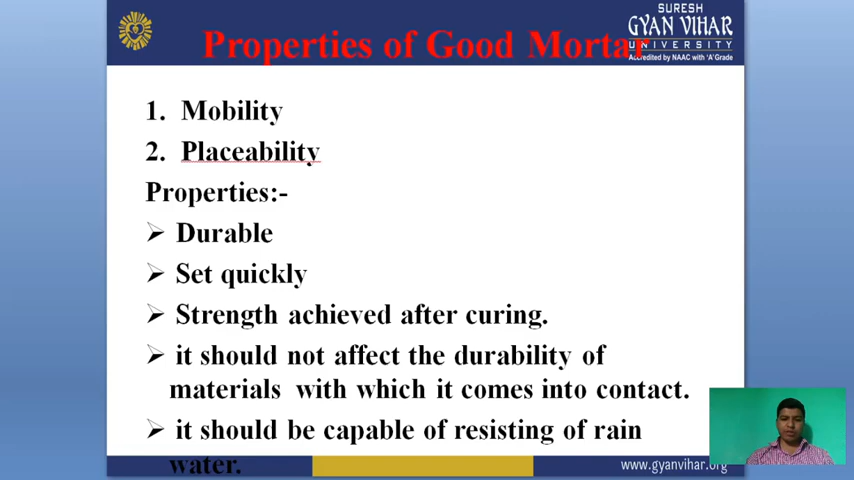 SURESH
GYAN VIHAR
UNIVERSITY
Accredited by NAAC with 'A' Grade
Properties of Good Mortar
1. Mobility
2. Placeability
Properties:-
➢ Durable
➢ Set quickly
➢ Strength achieved after curing.
➢ it should not affect the durability of
materials with which it comes into contact.
➢ it should be capable of resisting of rain
water.
www.gyanvihar.org